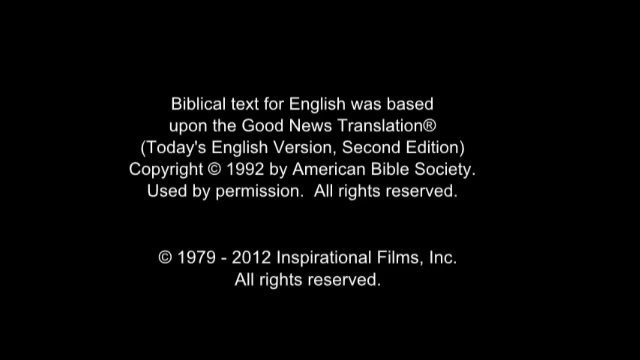 Biblical text for English was based
upon the Good News Translation®
(Today's English Version, Second Edition)
Copyright © 1992 by American Bible Society.
Used by permission.  All rights reserved.
© 1979 - 2012 Inspirational Films, Inc.
All rights reserved.